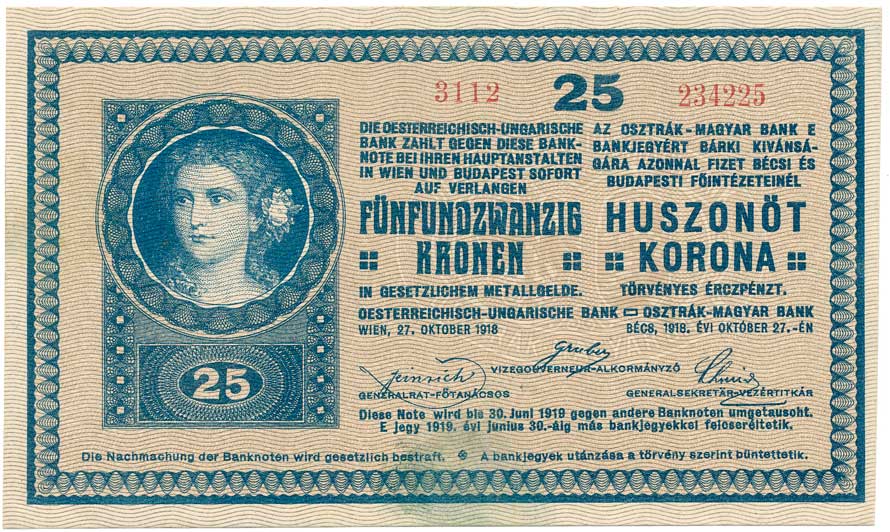 3112 25 234225
DIE OESTERREICHISCH-UNGARISCHE
BANK ZAHLT GEGEN DIESE BANK-
NOTE BEI IHREN HAUPTANSTALTEN
IN WIEN UND BUDAPEST SOFORT
AUF VERLANGEN
FÜNFUNDZWANZIG
KRONEN
IN GESETZLICHEM METALLGELDE.
OESTERREICHISCH-UNGARISCHE BANK
WIEN, 27. OKTOBER 1918
AZ OSZTRÁK-MAGYAR BANK E
BANKJEGYÉRT BÁRKI KIVÁNSÁ-
GÁRA AZONNAL FIZET BÉCSI ÉS
BUDAPESTI FŐINTÉZETEINÉL
HUSZONÖT
KORONA
TÖRVÉNYES ÉRCZPÉNZT.
OSZTRÁK-MAGYAR BANK
BÉCS, 1918. ÉVI OKTÓBER 27.-ÉN
25
Gruber
VIZEGOUVERNEUR-ALKORMÁNYZÓ
GENERALRAT-FŐTANÁCSOS
GENERALSEKRETÄR-VEZÉRTITKÁR
Diese Note wird bis 30. Juni 1919 gegen andere Banknoten umgetauscht.
E jegy 1919. évi junius 30.-áig más bankjegyekkel felcseréltetik.
Die Nachmachung der Banknoten wird gesetzlich bestraft. A bankjegyek utánzása a törvény szerint büntettetik.